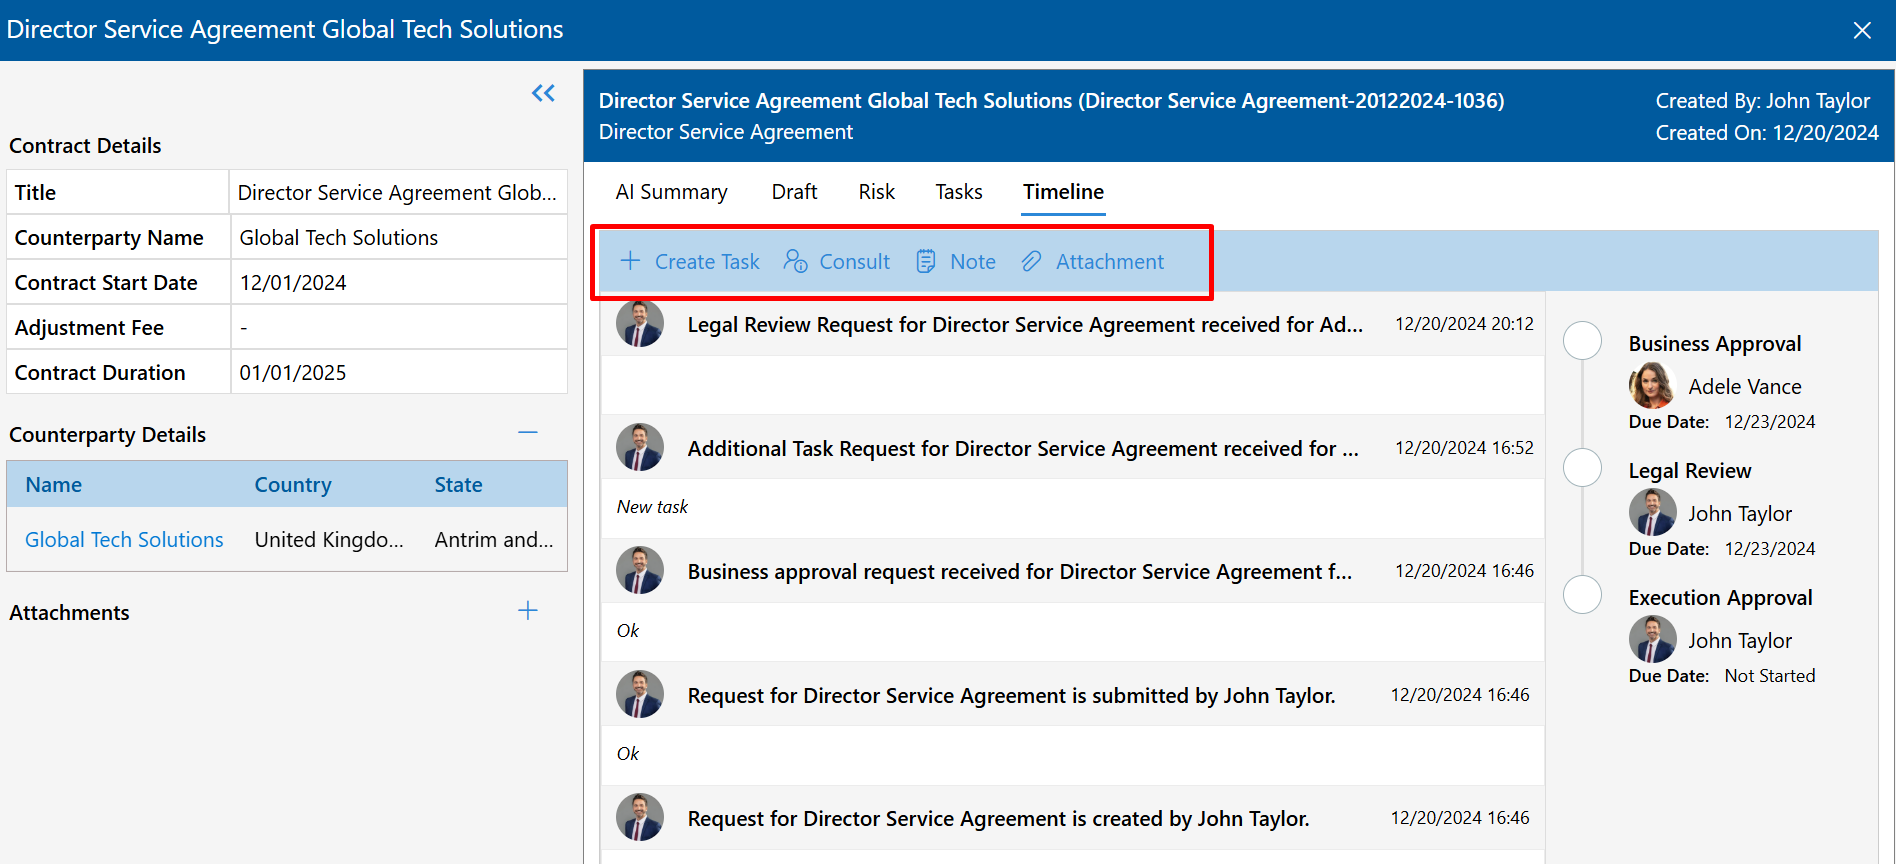 Director Service Agreement Global Tech Solutions
Contract Details
Title Director Service Agreement Glob...
Counterparty Name Global Tech Solutions
Contract Start Date 12/01/2024
Adjustment Fee -
Contract Duration 01/01/2025
Counterparty Details
Name Country State
Global Tech Solutions United Kingdo... Antrim and...
Attachments
Director Service Agreement Global Tech Solutions (Director Service Agreement-20122024-1036)
Director Service Agreement
Created By: John Taylor
Created On: 12/20/2024
AI Summary Draft Risk Tasks Timeline
Create Task Consult Note Attachment
Legal Review Request for Director Service Agreement received for Ad... 12/20/2024 20:12
Additional Task Request for Director Service Agreement received for ... 12/20/2024 16:52
New task
Business approval request received for Director Service Agreement f... 12/20/2024 16:46
Ok
Request for Director Service Agreement is submitted by John Taylor. 12/20/2024 16:46
Ok
Request for Director Service Agreement is created by John Taylor. 12/20/2024 16:46
Business Approval
Adele Vance
Due Date: 12/23/2024
Legal Review
John Taylor
Due Date: 12/23/2024
Execution Approval
John Taylor
Due Date: Not Started